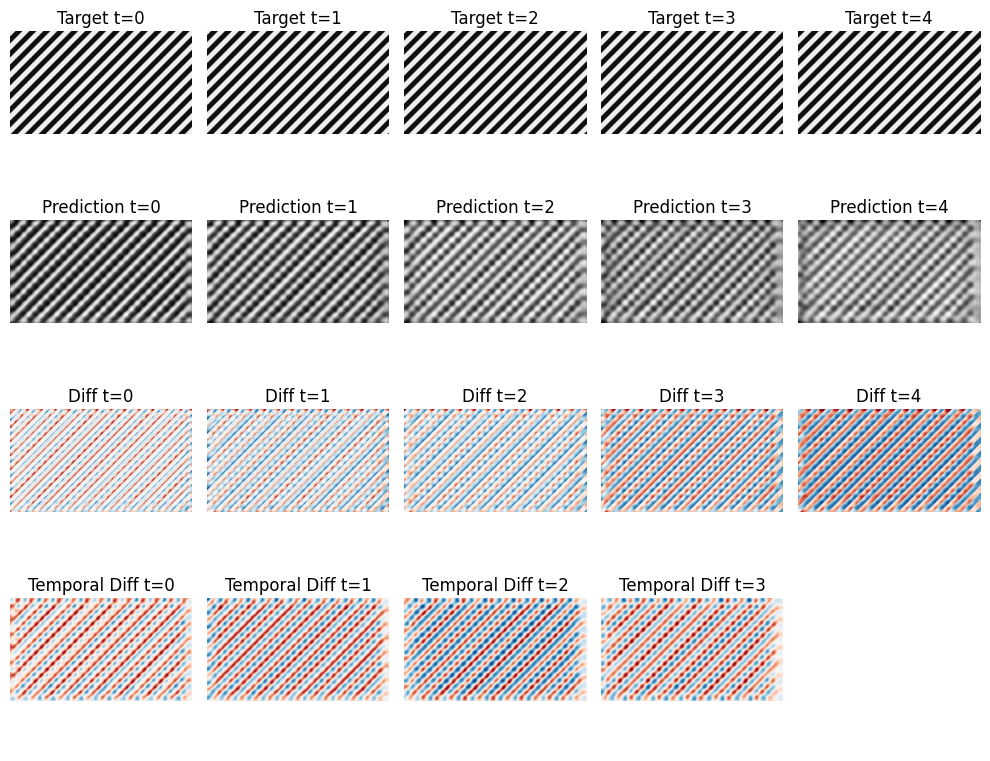 Target t=0 Target t=1 Target t=2 Target t=3 Target t=4
Prediction t=0 Prediction t=1 Prediction t=2 Prediction t=3 Prediction t=4
Diff t=0 Diff t=1 Diff t=2 Diff t=3 Diff t=4
Temporal Diff t=0 Temporal Diff t=1 Temporal Diff t=2 Temporal Diff t=3